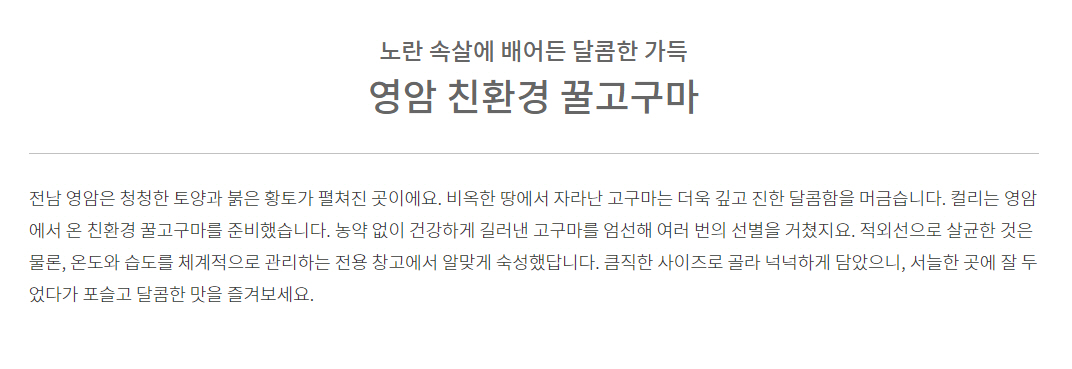 노란 속살에 배어든 달콤한 가득
영암 친환경 꿀고구마
전남 영암은 청청한 토양과 붉은 황토가 펼쳐진 곳이에요. 비옥한 땅에서 자라난 고구마는 더욱 깊고 진한 달콤함을 머금습니다. 컬리는 영암
에서 온 친환경 꿀고구마를 준비했습니다. 농약 없이 건강하게 길러낸 고구마를 엄선해 여러 번의 선별을 거쳤지요. 적외선으로 살균한 것은
물론, 온도와 습도를 체계적으로 관리하는 전용 창고에서 알맞게 숙성했답니다. 큼직한 사이즈로 골라 넉넉하게 담았으니, 서늘한 곳에 잘 두
었다가 포슬고 달콤한 맛을 즐겨보세요.